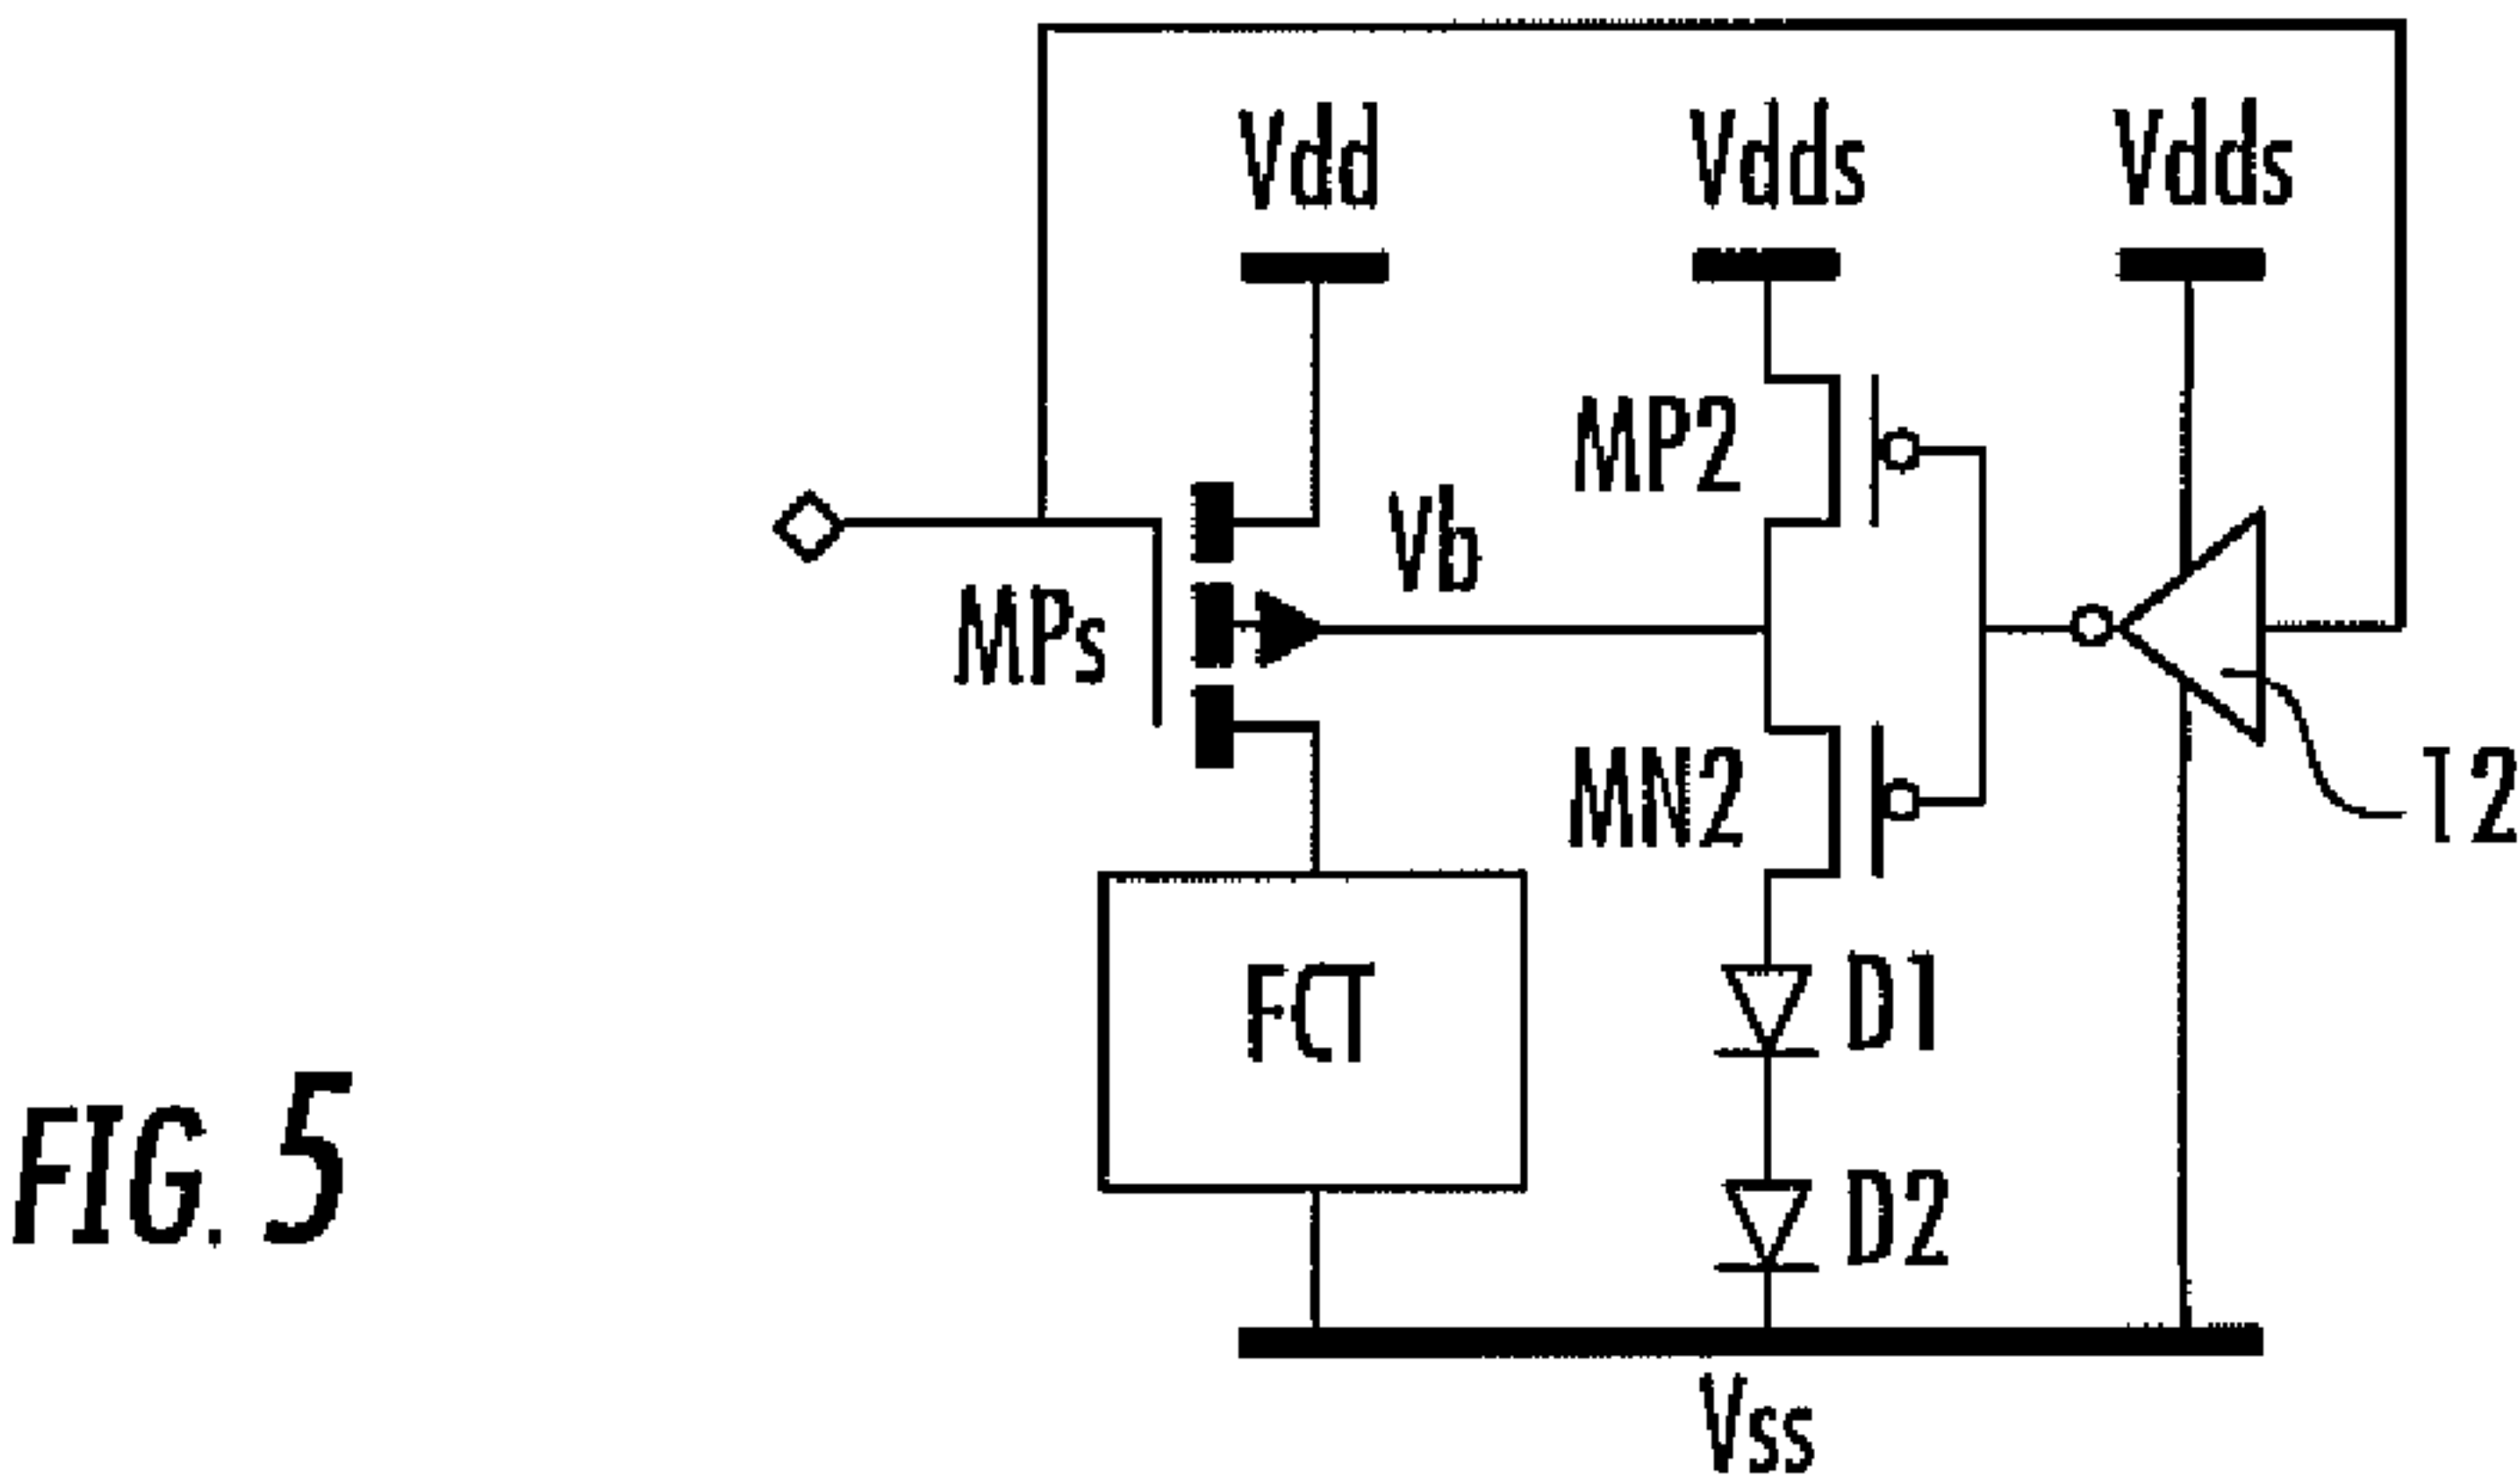 Vdd Vdds Vdds
MP2
Vb
MPs
MN2
I2
FCT
D1
D2
FIG. 5
Vss